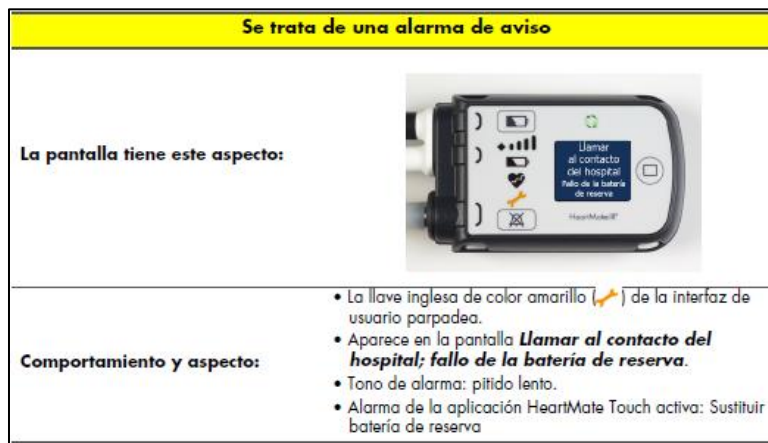 Se trata de una alarma de aviso
La pantalla tiene este aspecto:
Llamar
al contacto
del hospital
Fallo de la batería
de reserva
HeartMate II®
Comportamiento y aspecto:
• La llave inglesa de color amarillo ( ) de la interfaz de
usuario parpadea.
• Aparece en la pantalla Llamar al contacto del
hospital; fallo de la batería de reserva.
• Tono de alarma: pitido lento.
• Alarma de la aplicación HeartMate Touch activa: Sustituir
batería de reserva